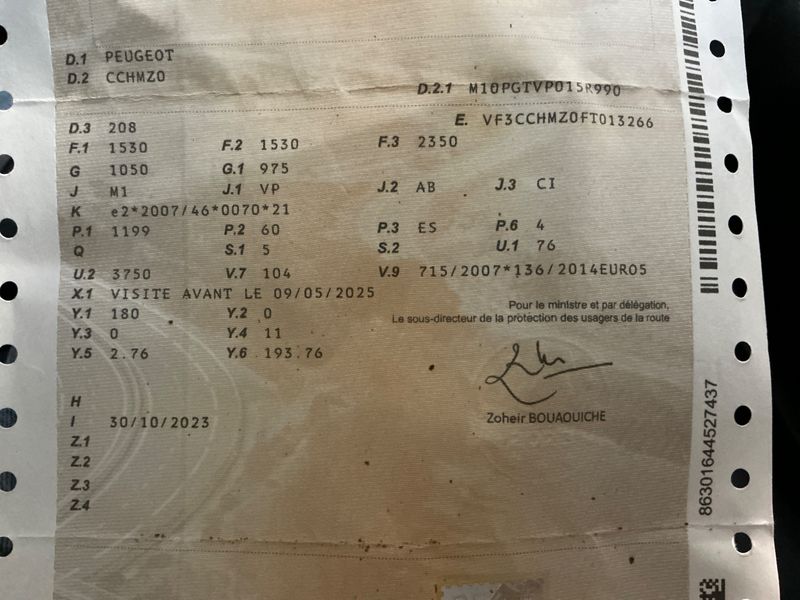 D.1 PEUGEOT
D.2 CCHMZ0
D.2.1 M10PGTVP015R990
D.3 208
E. VF3CCHMZ0FT013266
F.1 1530 F.2 1530 F.3 2350
G 1050 G.1 975
J M1 J.1 VP J.2 AB J.3 CI
K e2*2007/46*0070*21
P.1 1199 P.2 60 P.3 ES P.6 4
Q S.1 5 S.2 U.1 76
U.2 3750 V.7 104 V.9 715/2007*136/2014EURO5
X.1 VISITE AVANT LE 09/05/2025
Y.1 180 Y.2 0
Y.3 0 Y.4 11
Y.5 2.76 Y.6 193.76
Pour le ministre et par délégation,
Le sous-directeur de la protection des usagers de la route
Zoheir BOUAOUICHE
H
I 30/10/2023
Z.1
Z.2
Z.3
Z.4
86301644527437